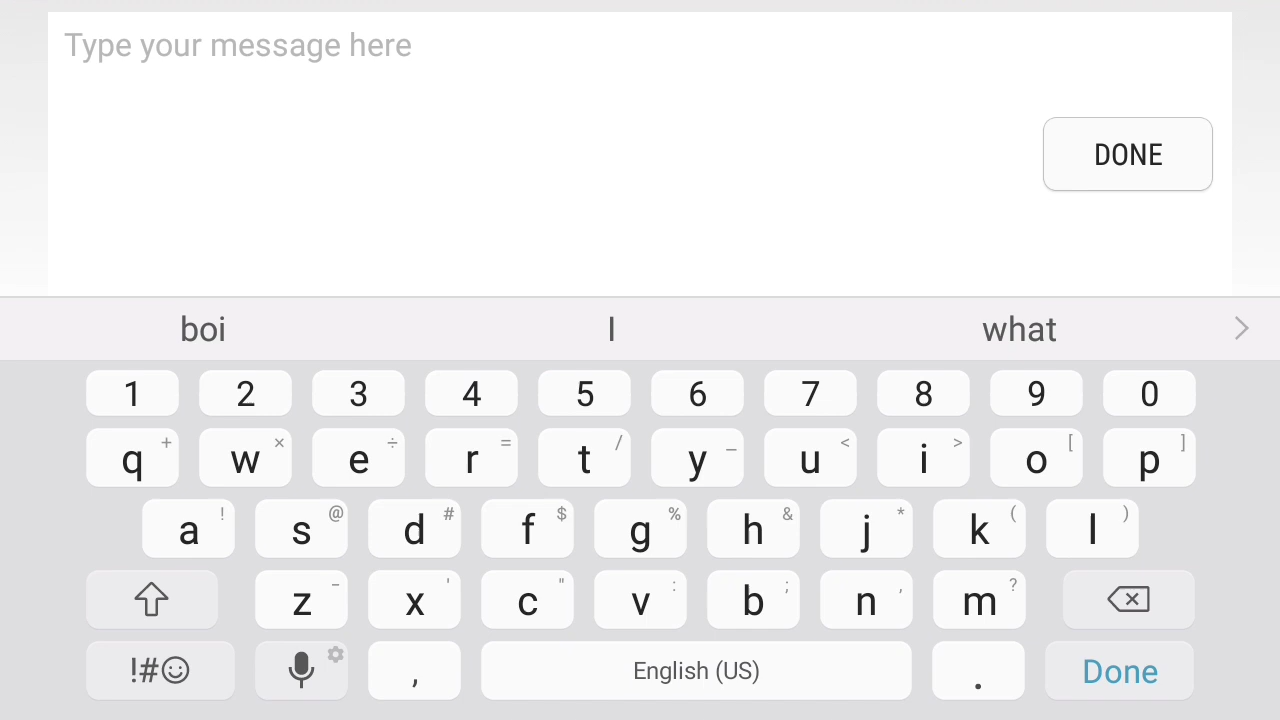 Type your message here
DONE
boi I what
1 2 3 4 5 6 7 8 9 0
q + w × e ÷ r = t / y _ u < i > o [ p ]
a ! s @ d # f $ g % h & j * k ( l )
z - x ' c " v : b ; n , m ?
!#☺ , English (US) . Done